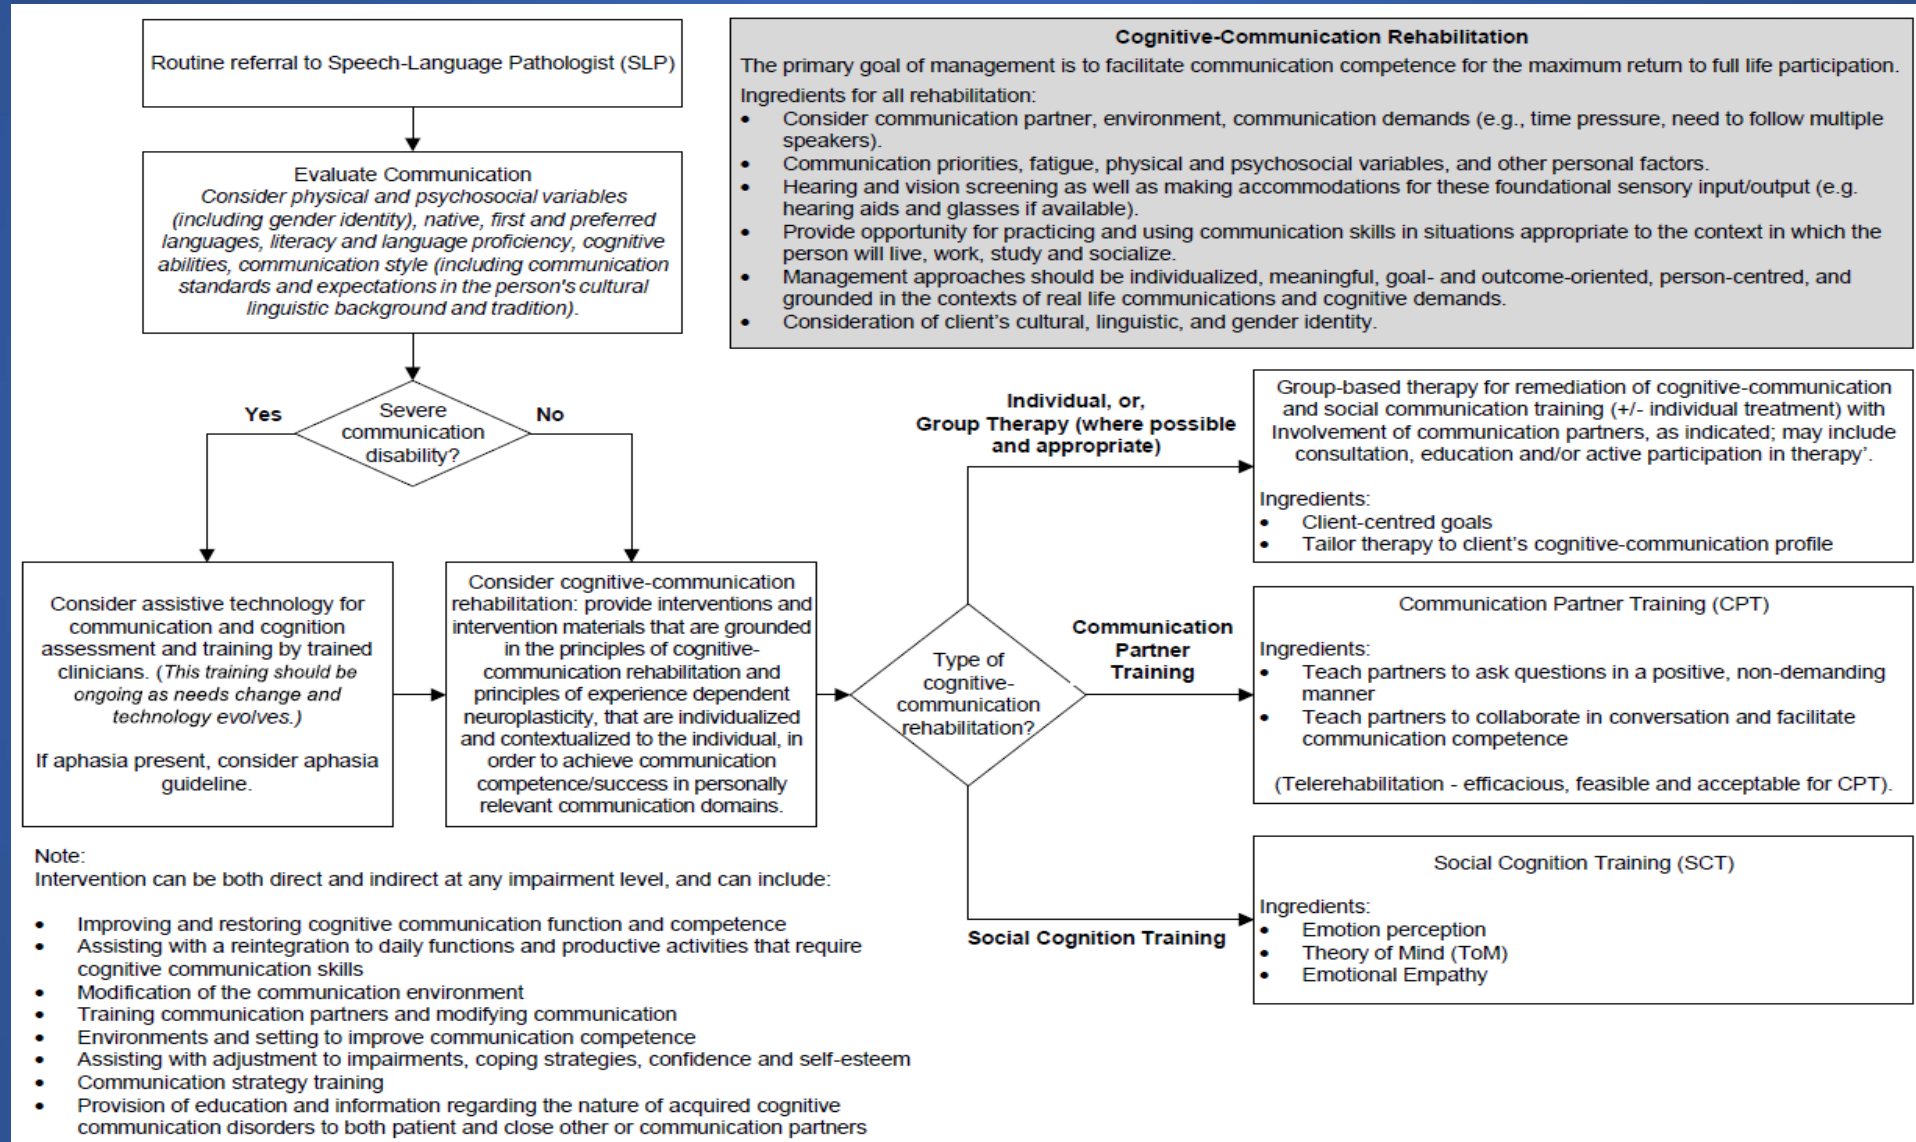 Routine referral to Speech-Language Pathologist (SLP)
Evaluate Communication
Consider physical and psychosocial variables
(including gender identity), native, first and preferred
languages, literacy and language proficiency, cognitive
abilities, communication style (including communication
standards and expectations in the person's cultural
linguistic background and tradition).
Cognitive-Communication Rehabilitation
The primary goal of management is to facilitate communication competence for the maximum return to full life participation.
Ingredients for all rehabilitation:
• Consider communication partner, environment, communication demands (e.g., time pressure, need to follow multiple
speakers).
• Communication priorities, fatigue, physical and psychosocial variables, and other personal factors.
• Hearing and vision screening as well as making accommodations for these foundational sensory input/output (e.g.
hearing aids and glasses if available).
• Provide opportunity for practicing and using communication skills in situations appropriate to the context in which the
person will live, work, study and socialize.
• Management approaches should be individualized, meaningful, goal- and outcome-oriented, person-centred, and
grounded in the contexts of real life communications and cognitive demands.
• Consideration of client's cultural, linguistic, and gender identity.
Yes
Severe
communication
disability?
No
Consider assistive technology for
communication and cognition
assessment and training by trained
clinicians. (This training should be
ongoing as needs change and
technology evolves.)
If aphasia present, consider aphasia
guideline.
Consider cognitive-communication
rehabilitation: provide interventions and
intervention materials that are grounded
in the principles of cognitive-
communication rehabilitation and
principles of experience dependent
neuroplasticity, that are individualized
and contextualized to the individual, in
order to achieve communication
competence/success in personally
relevant communication domains.
Type of
cognitive-
communication
rehabilitation?
Individual, or,
Group Therapy (where possible
and appropriate)
Group-based therapy for remediation of cognitive-communication
and social communication training (+/- individual treatment) with
Involvement of communication partners, as indicated; may include
consultation, education and/or active participation in therapy'.
Ingredients:
• Client-centred goals
• Tailor therapy to client's cognitive-communication profile
Communication
Partner
Training
Communication Partner Training (CPT)
Ingredients:
• Teach partners to ask questions in a positive, non-demanding
manner
• Teach partners to collaborate in conversation and facilitate
communication competence
(Telerehabilitation - efficacious, feasible and acceptable for CPT).
Social Cognition Training
Social Cognition Training (SCT)
Ingredients:
• Emotion perception
• Theory of Mind (ToM)
• Emotional Empathy
Note:
Intervention can be both direct and indirect at any impairment level, and can include:
• Improving and restoring cognitive communication function and competence
• Assisting with a reintegration to daily functions and productive activities that require
cognitive communication skills
• Modification of the communication environment
• Training communication partners and modifying communication
• Environments and setting to improve communication competence
• Assisting with adjustment to impairments, coping strategies, confidence and self-esteem
• Communication strategy training
• Provision of education and information regarding the nature of acquired cognitive
communication disorders to both patient and close other or communication partners